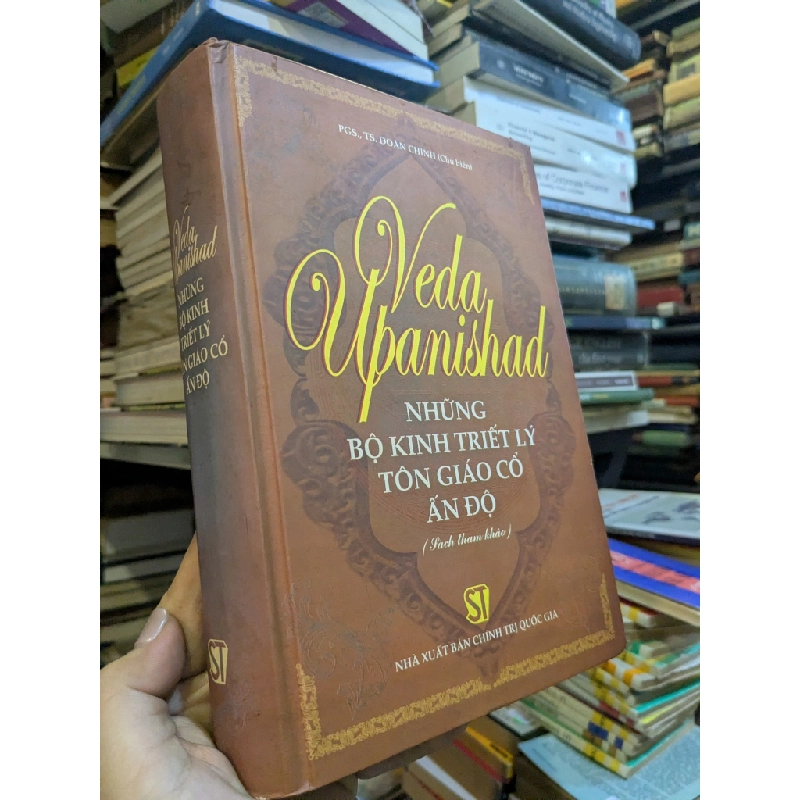 PGS., TS. DOÃN CHÍNH (Chủ biên)
Veda
Upanishad
NHỮNG
BỘ KINH TRIẾT LÝ
TÔN GIÁO CỔ
ẤN ĐỘ
(Sách tham khảo)
ST
NHÀ XUẤT BẢN CHÍNH TRỊ QUỐC GIA
Veda
Upanishad
NHỮNG
BỘ KINH
TRIẾT LÝ
TÔN GIÁO CỔ
ẤN ĐỘ
ST